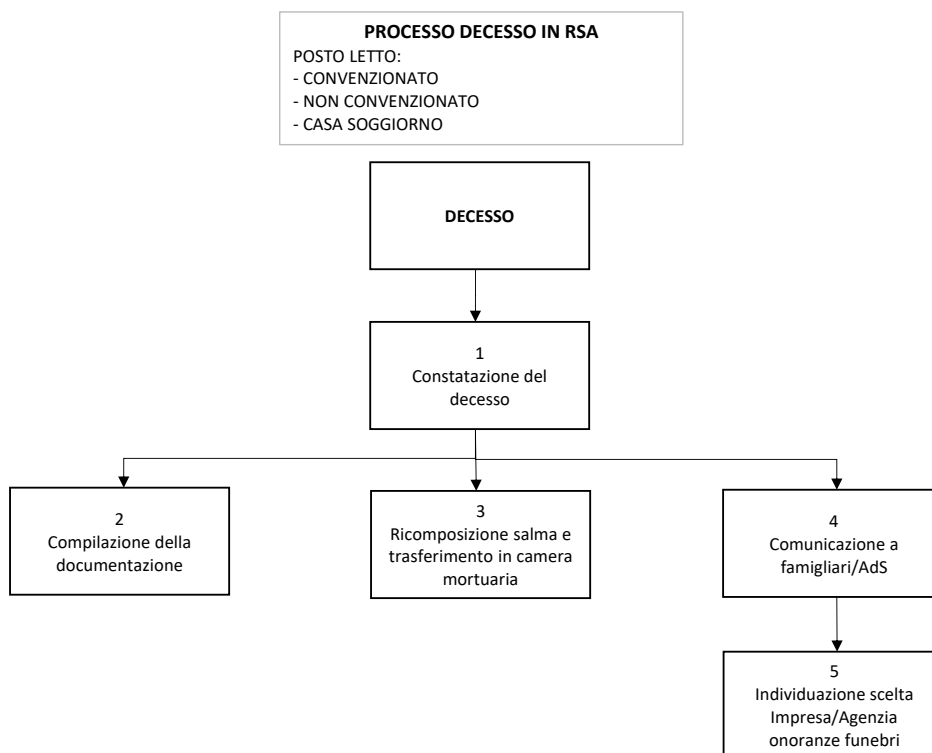 PROCESSO DECESSO IN RSA
POSTO LETTO:
- CONVENZIONATO
- NON CONVENZIONATO
- CASA SOGGIORNO
DECESSO
1
Constatazione del
decesso
2
Compilazione della
documentazione
3
Ricomposizione salma e
trasferimento in camera
mortuaria
4
Comunicazione a
famigliari/AdS
5
Individuazione scelta
Impresa/Agenzia
onoranze funebri